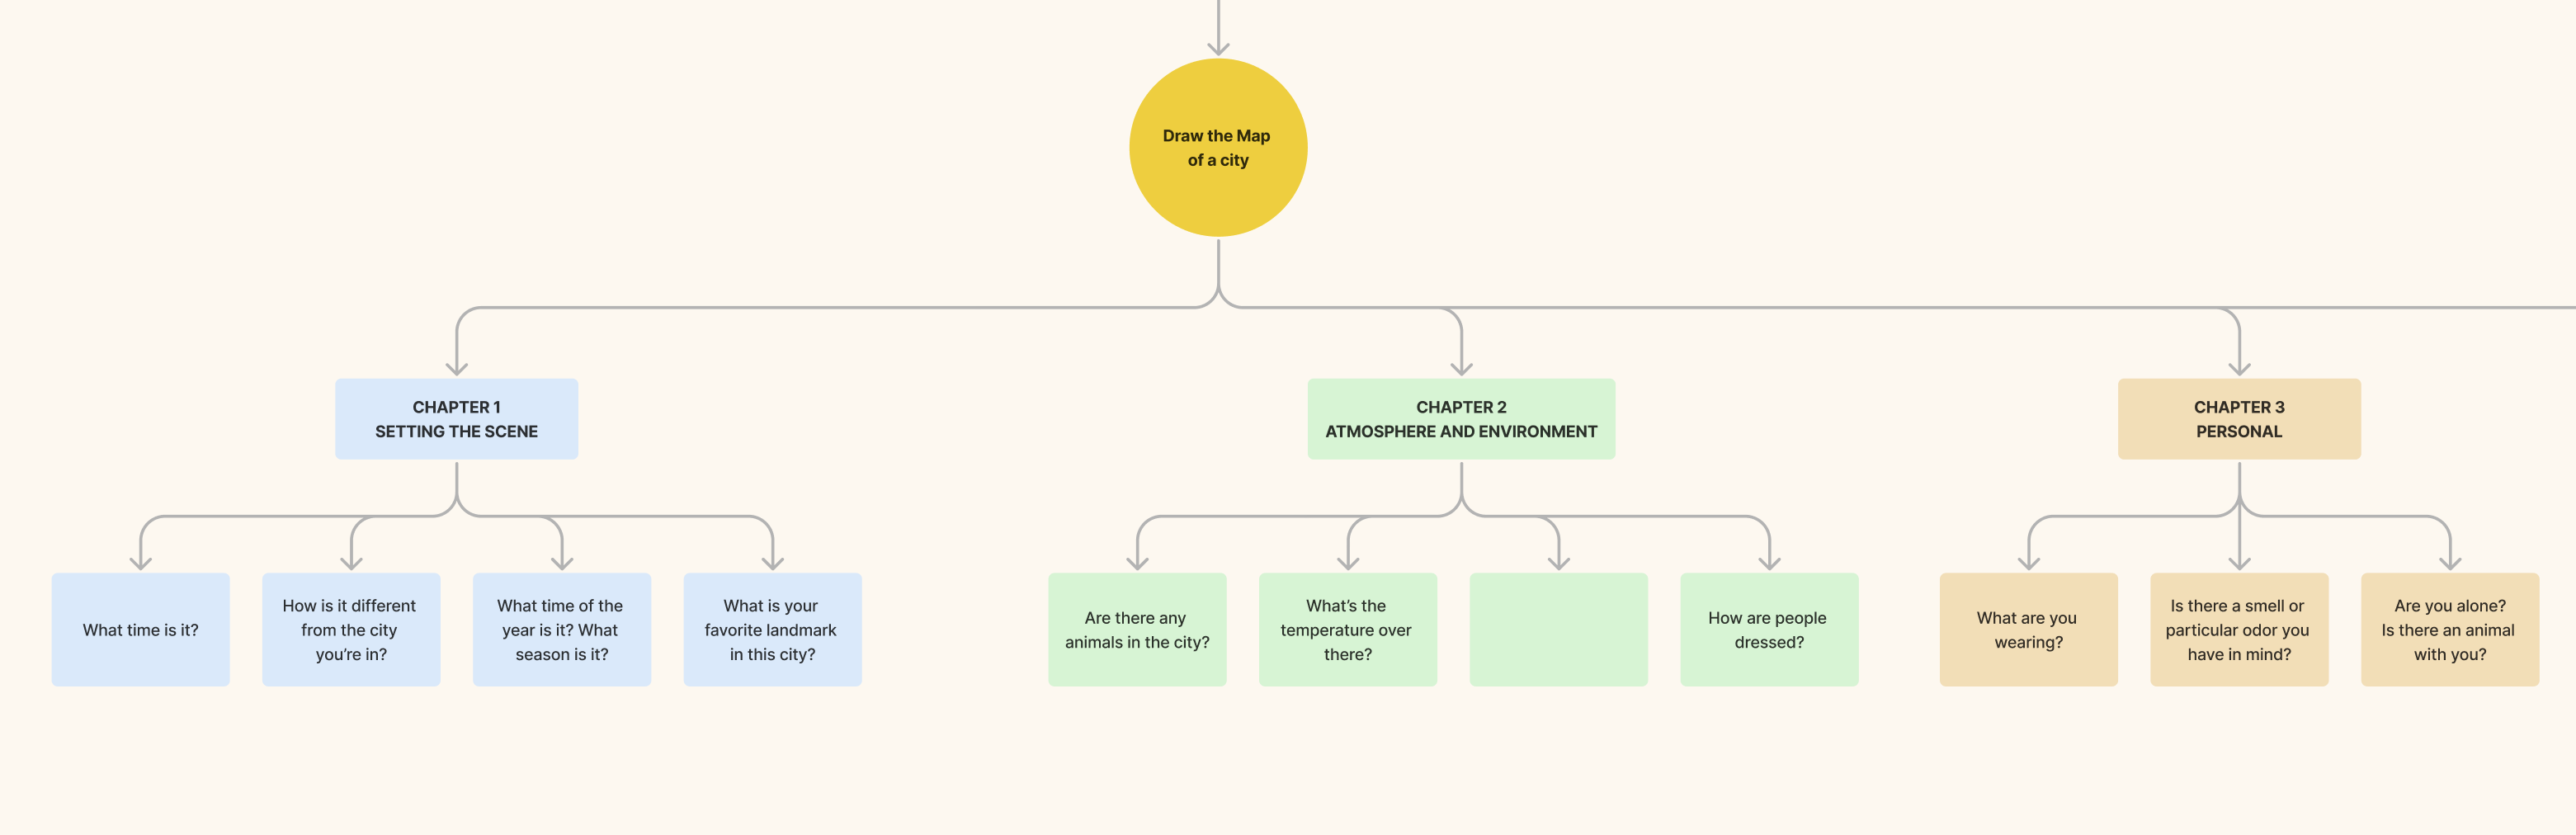 Draw the Map
of a city
CHAPTER 1
SETTING THE SCENE
CHAPTER 2
ATMOSPHERE AND ENVIRONMENT
CHAPTER 3
PERSONAL
What time is it?
How is it different
from the city
you’re in?
What time of the
year is it? What
season is it?
What is your
favorite landmark
in this city?
Are there any
animals in the city?
What’s the
temperature over
there?
How are people
dressed?
What are you
wearing?
Is there a smell or
particular odor you
have in mind?
Are you alone?
Is there an animal
with you?